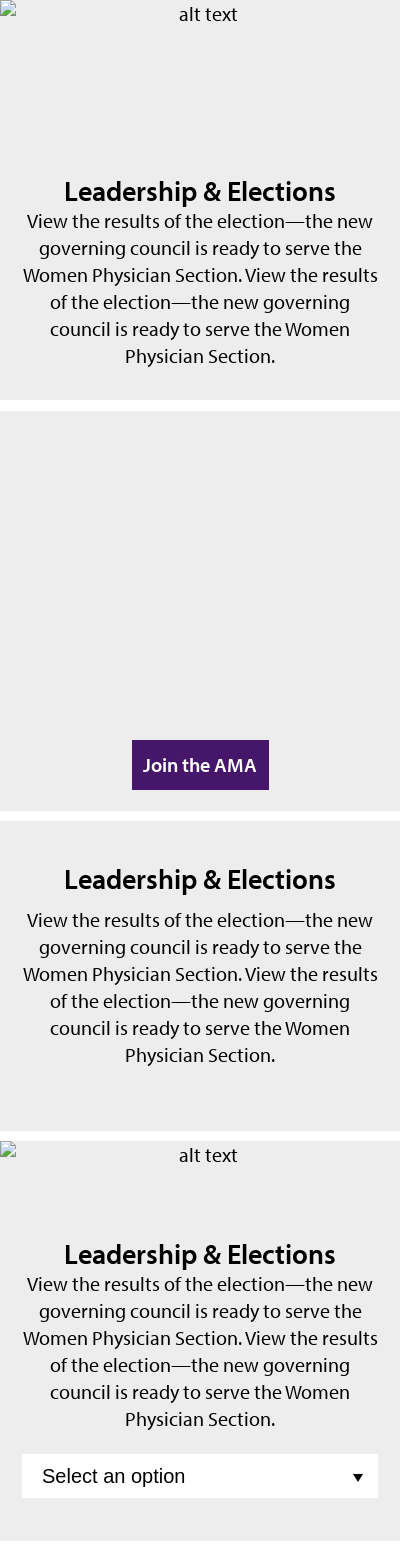 alt text
Leadership & Elections
View the results of the election—the new
governing council is ready to serve the
Women Physician Section. View the results
of the election—the new governing
council is ready to serve the Women
Physician Section.
Join the AMA
Leadership & Elections
View the results of the election—the new
governing council is ready to serve the
Women Physician Section. View the results
of the election—the new governing
council is ready to serve the Women
Physician Section.
alt text
Leadership & Elections
View the results of the election—the new
governing council is ready to serve the
Women Physician Section. View the results
of the election—the new governing
council is ready to serve the Women
Physician Section.
Select an option